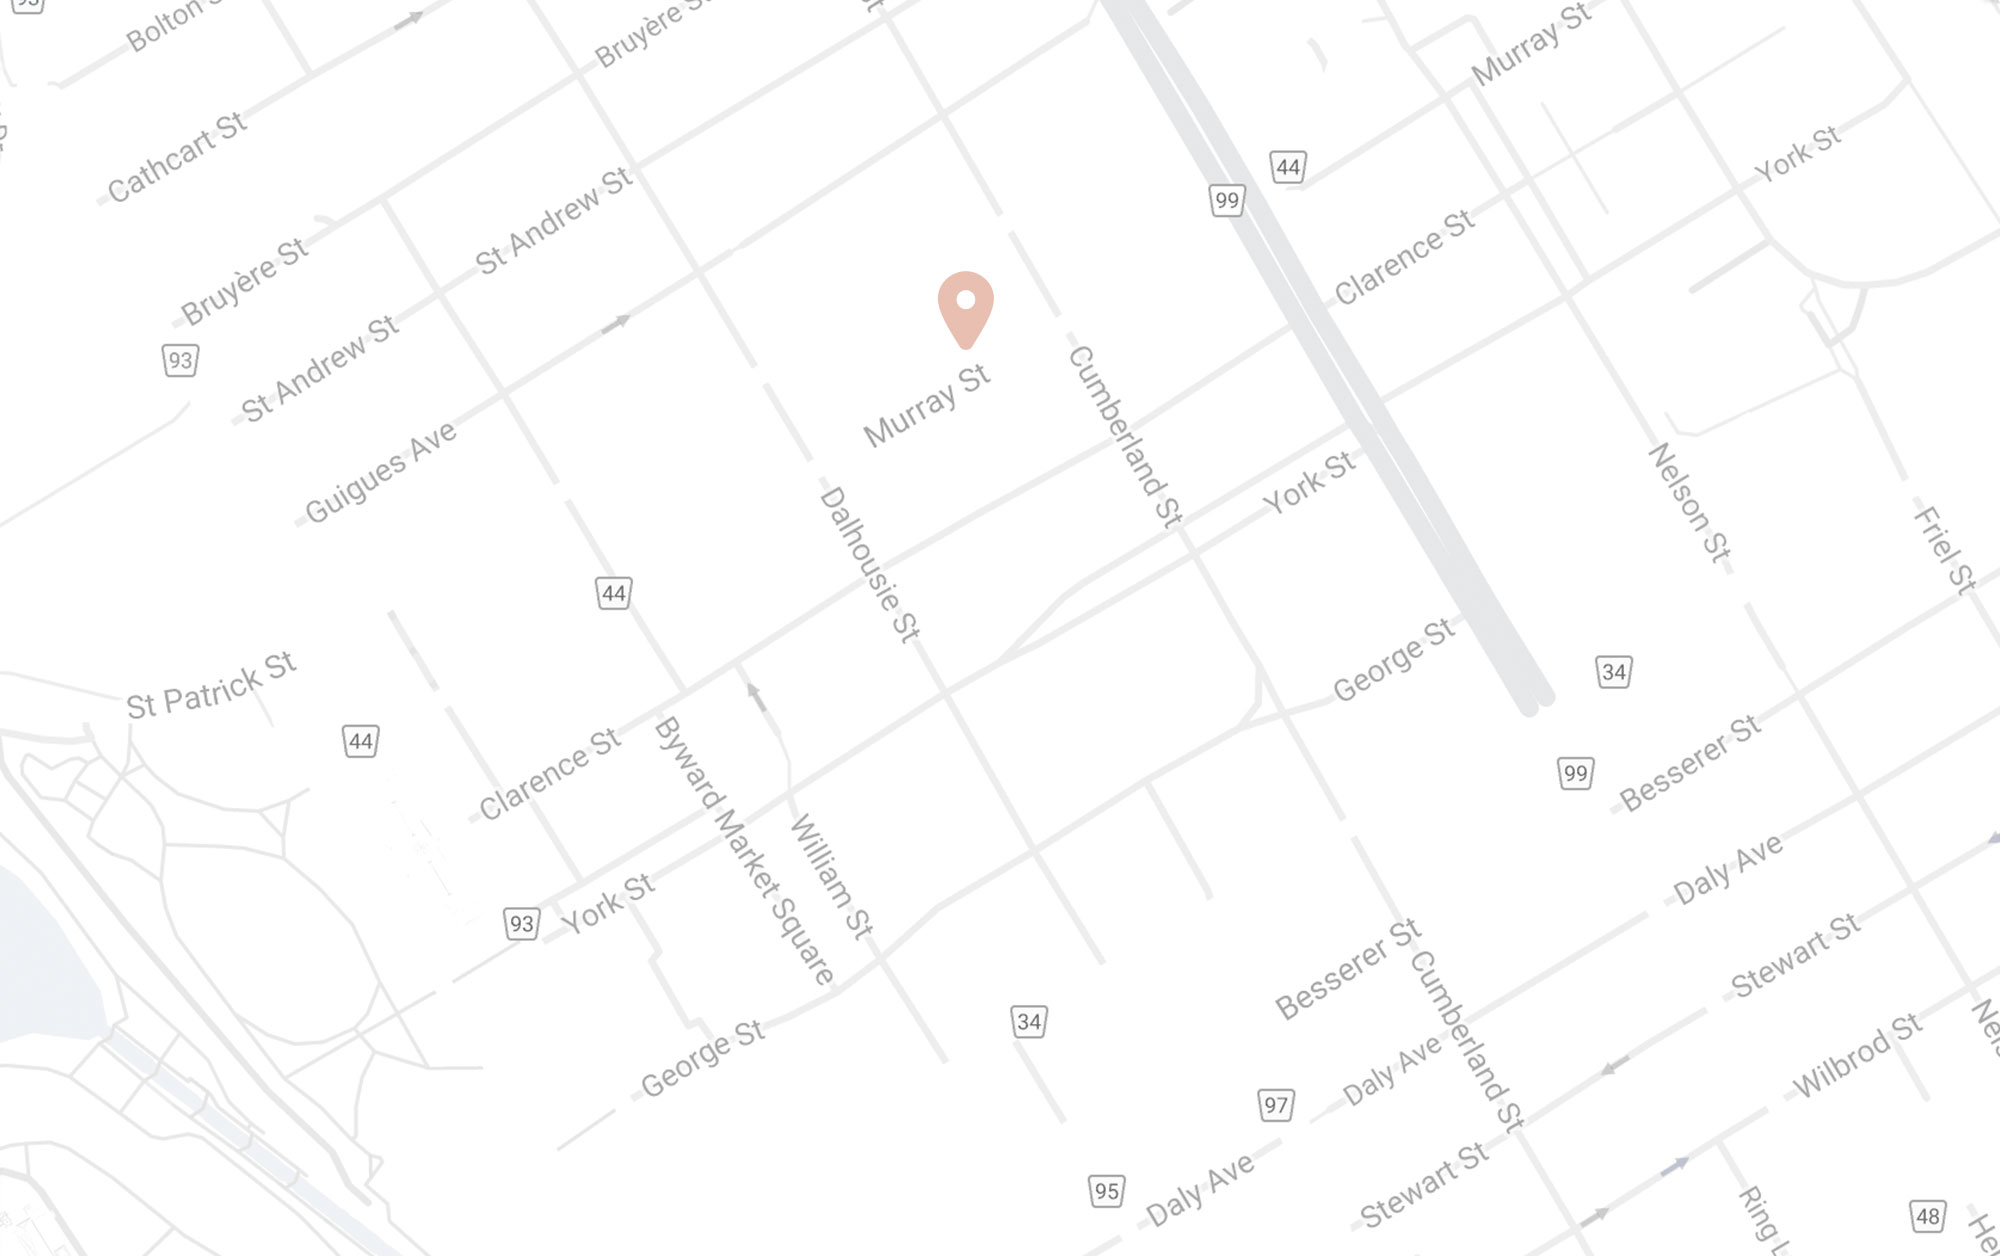 93
Bolton S
Bruyère St
Murray St
Cathcart St
York St
44
99
St Andrew St
Clarence St
Bruyère St
St Andrew St
93
Murray St
Cumberland St
Guigues Ave
York St
Nelson St
Dalhousie St
Friel St
44
George St
St Patrick St
34
44
Clarence St
Byward Market Square
99
Besserer St
William St
Daly Ave
93
York St
Besserer St
Stewart St
Cumberland St
34
George St
Daly Ave
Wilbrod St
97
Stewart St
95
Daly Ave
Ring
48